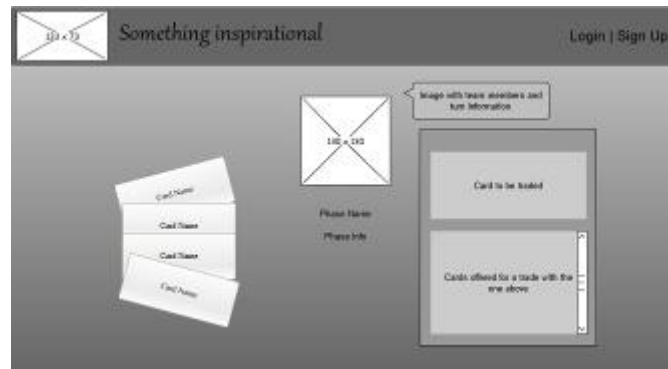 Something inspirational
Login | Sign Up
Image with team members and
turn information
Card to be traded
Phase Name
Phase Info
Card Name
Card Name
Card Name
Card Name
Cards offered for a trade with the
one above